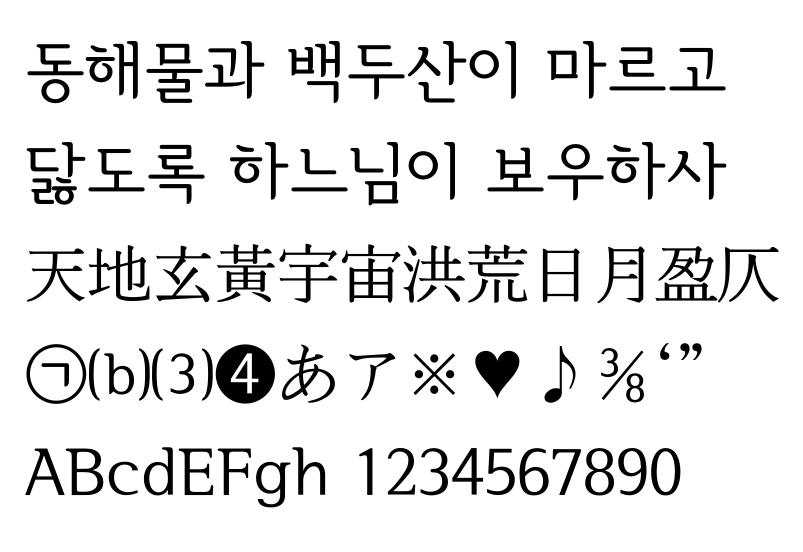 동해물과 백두산이 마르고
닳도록 하느님이 보우하사
天地玄黃宇宙洪荒日月盈仄
㉠⒝⑶❹あア※♥♪⅜‘”
ABcdEFgh 1234567890